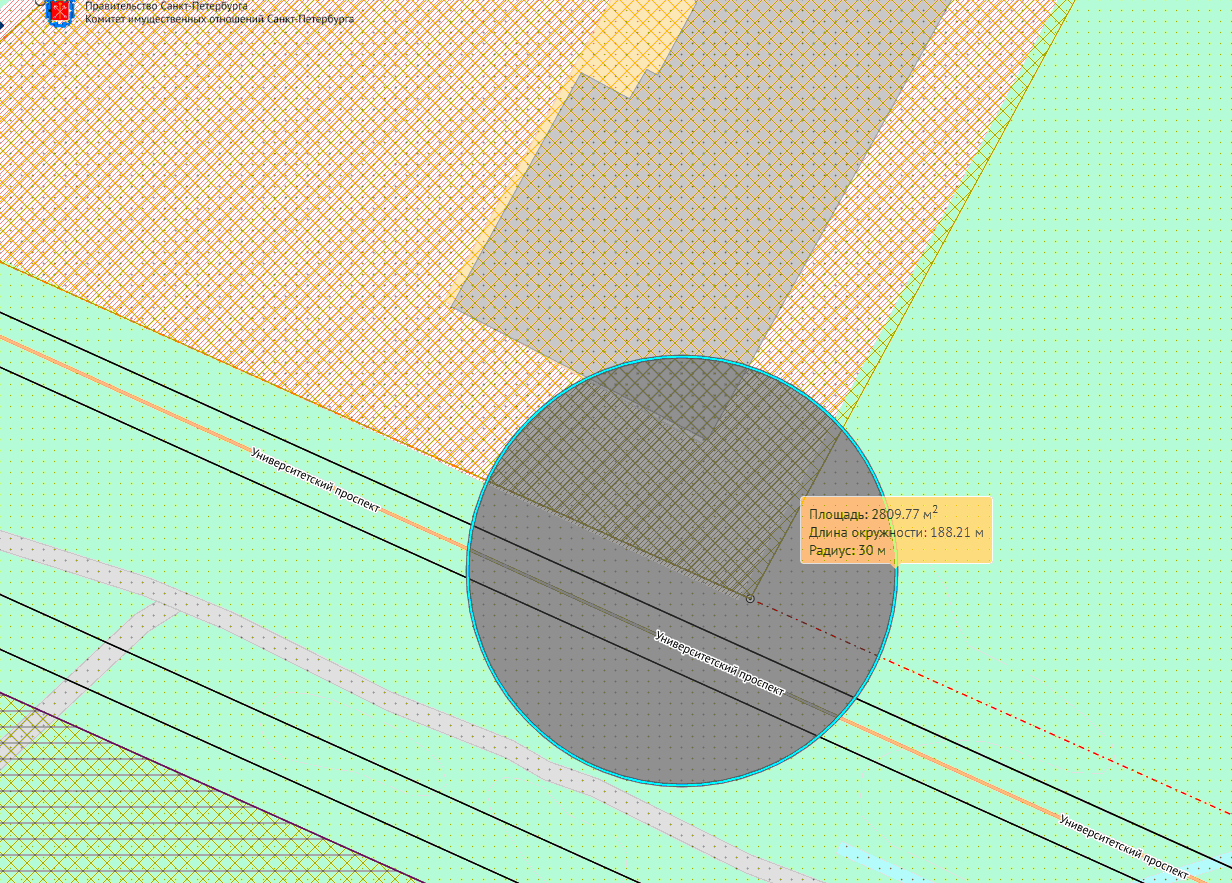 Правительство Санкт-Петербурга
Комитет имущественных отношений Санкт-Петербурга
Университетский проспект
Площадь: 2809.77 м²
Длина окружности: 188.21 м
Радиус: 30 м
Университетский проспект
Университетский проспект